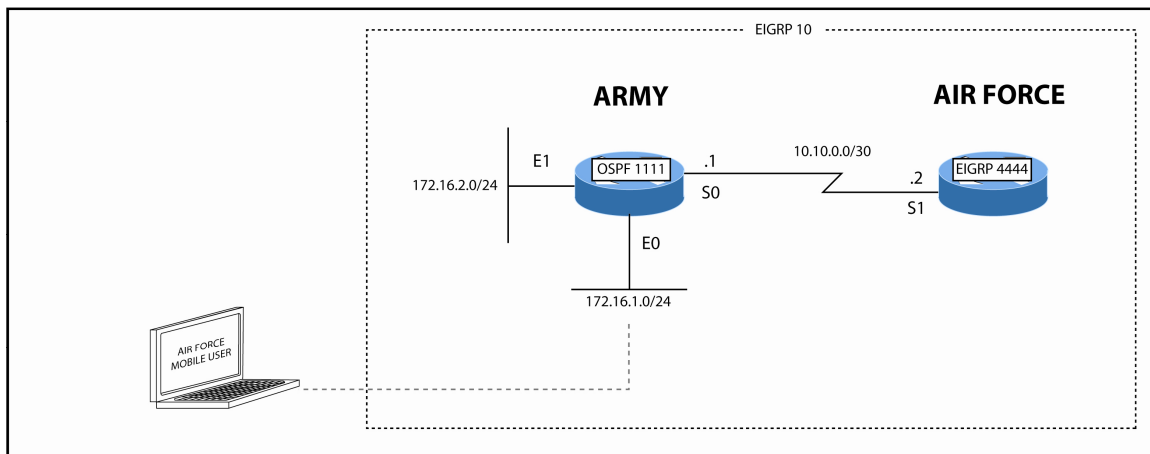 EIGRP 10
ARMY
AIR FORCE
E1
OSPF 1111
.1
10.10.0.0/30
EIGRP 4444
172.16.2.0/24
S0
.2
S1
E0
172.16.1.0/24
AIR FORCE
MOBILE USER